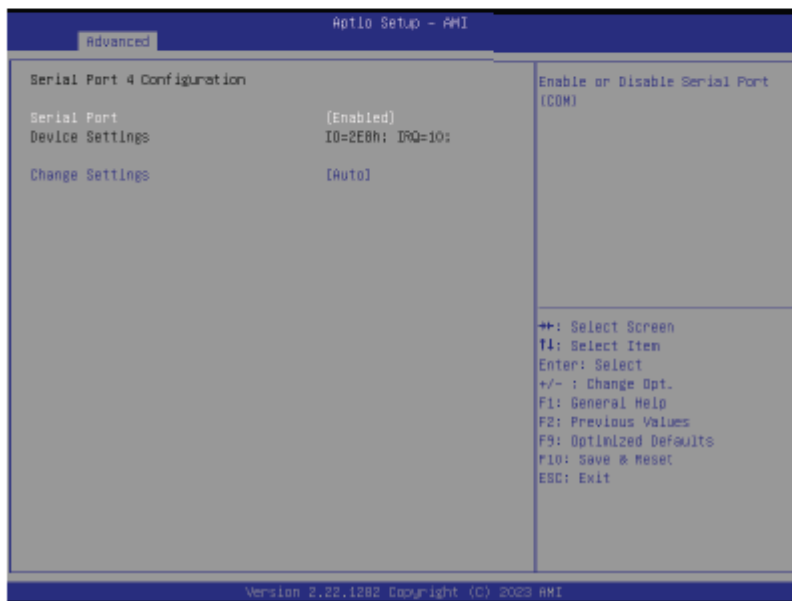 Aptio Setup - AMI
Advanced
Serial Port 4 Configuration
Serial Port [Enabled]
Device Settings IO=2E8h; IRQ=10;
Change Settings [Auto]
Enable or Disable Serial Port
(COM)
→←: Select Screen
↑↓: Select Item
Enter: Select
+/- : Change Opt.
F1: General Help
F2: Previous Values
F9: Optimized Defaults
F10: Save & Reset
ESC: Exit
Version 2.22.1282 Copyright (C) 2023 AMI